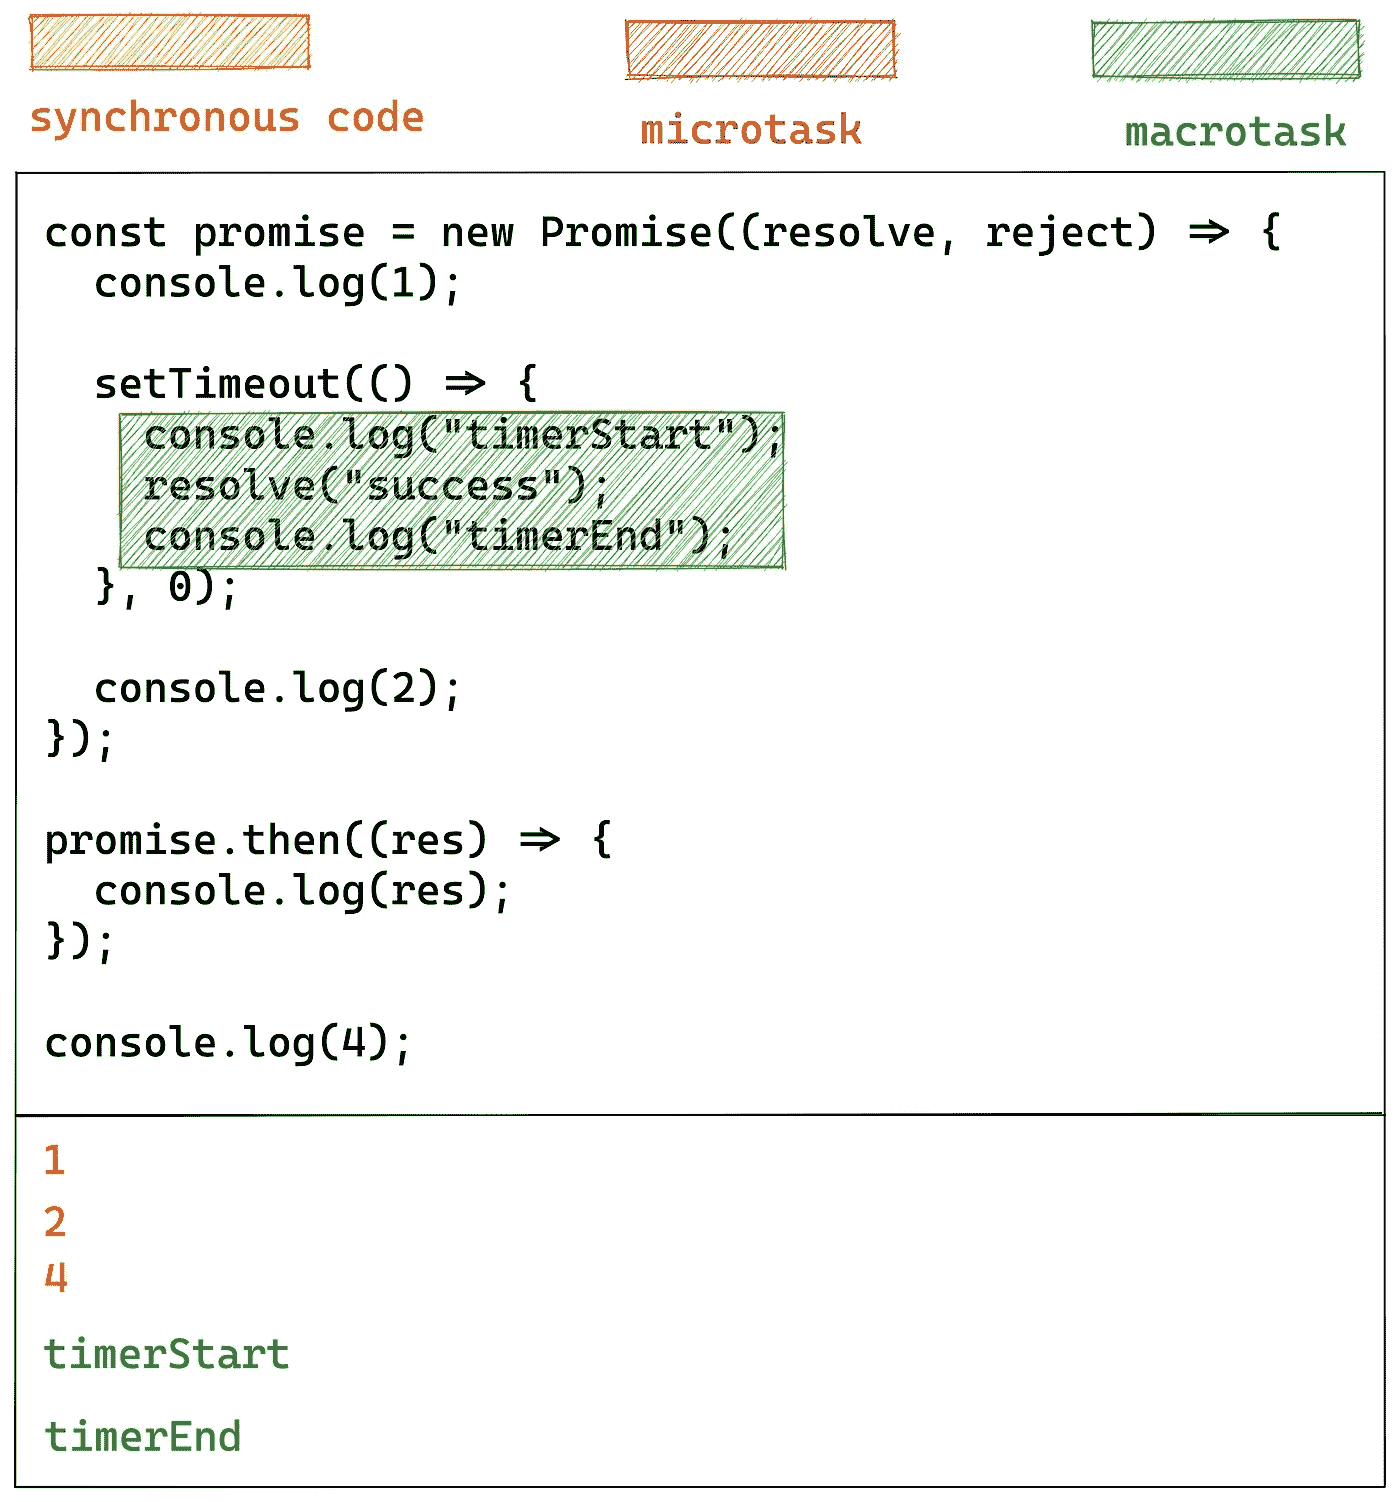 synchronous code
microtask
macrotask
const promise = new Promise((resolve, reject) => {
  console.log(1);
  setTimeout(() => {
    console.log("timerStart");
    resolve("success");
    console.log("timerEnd");
  }, 0);
  console.log(2);
});
promise.then((res) => {
  console.log(res);
});
console.log(4);
1
2
4
timerStart
timerEnd